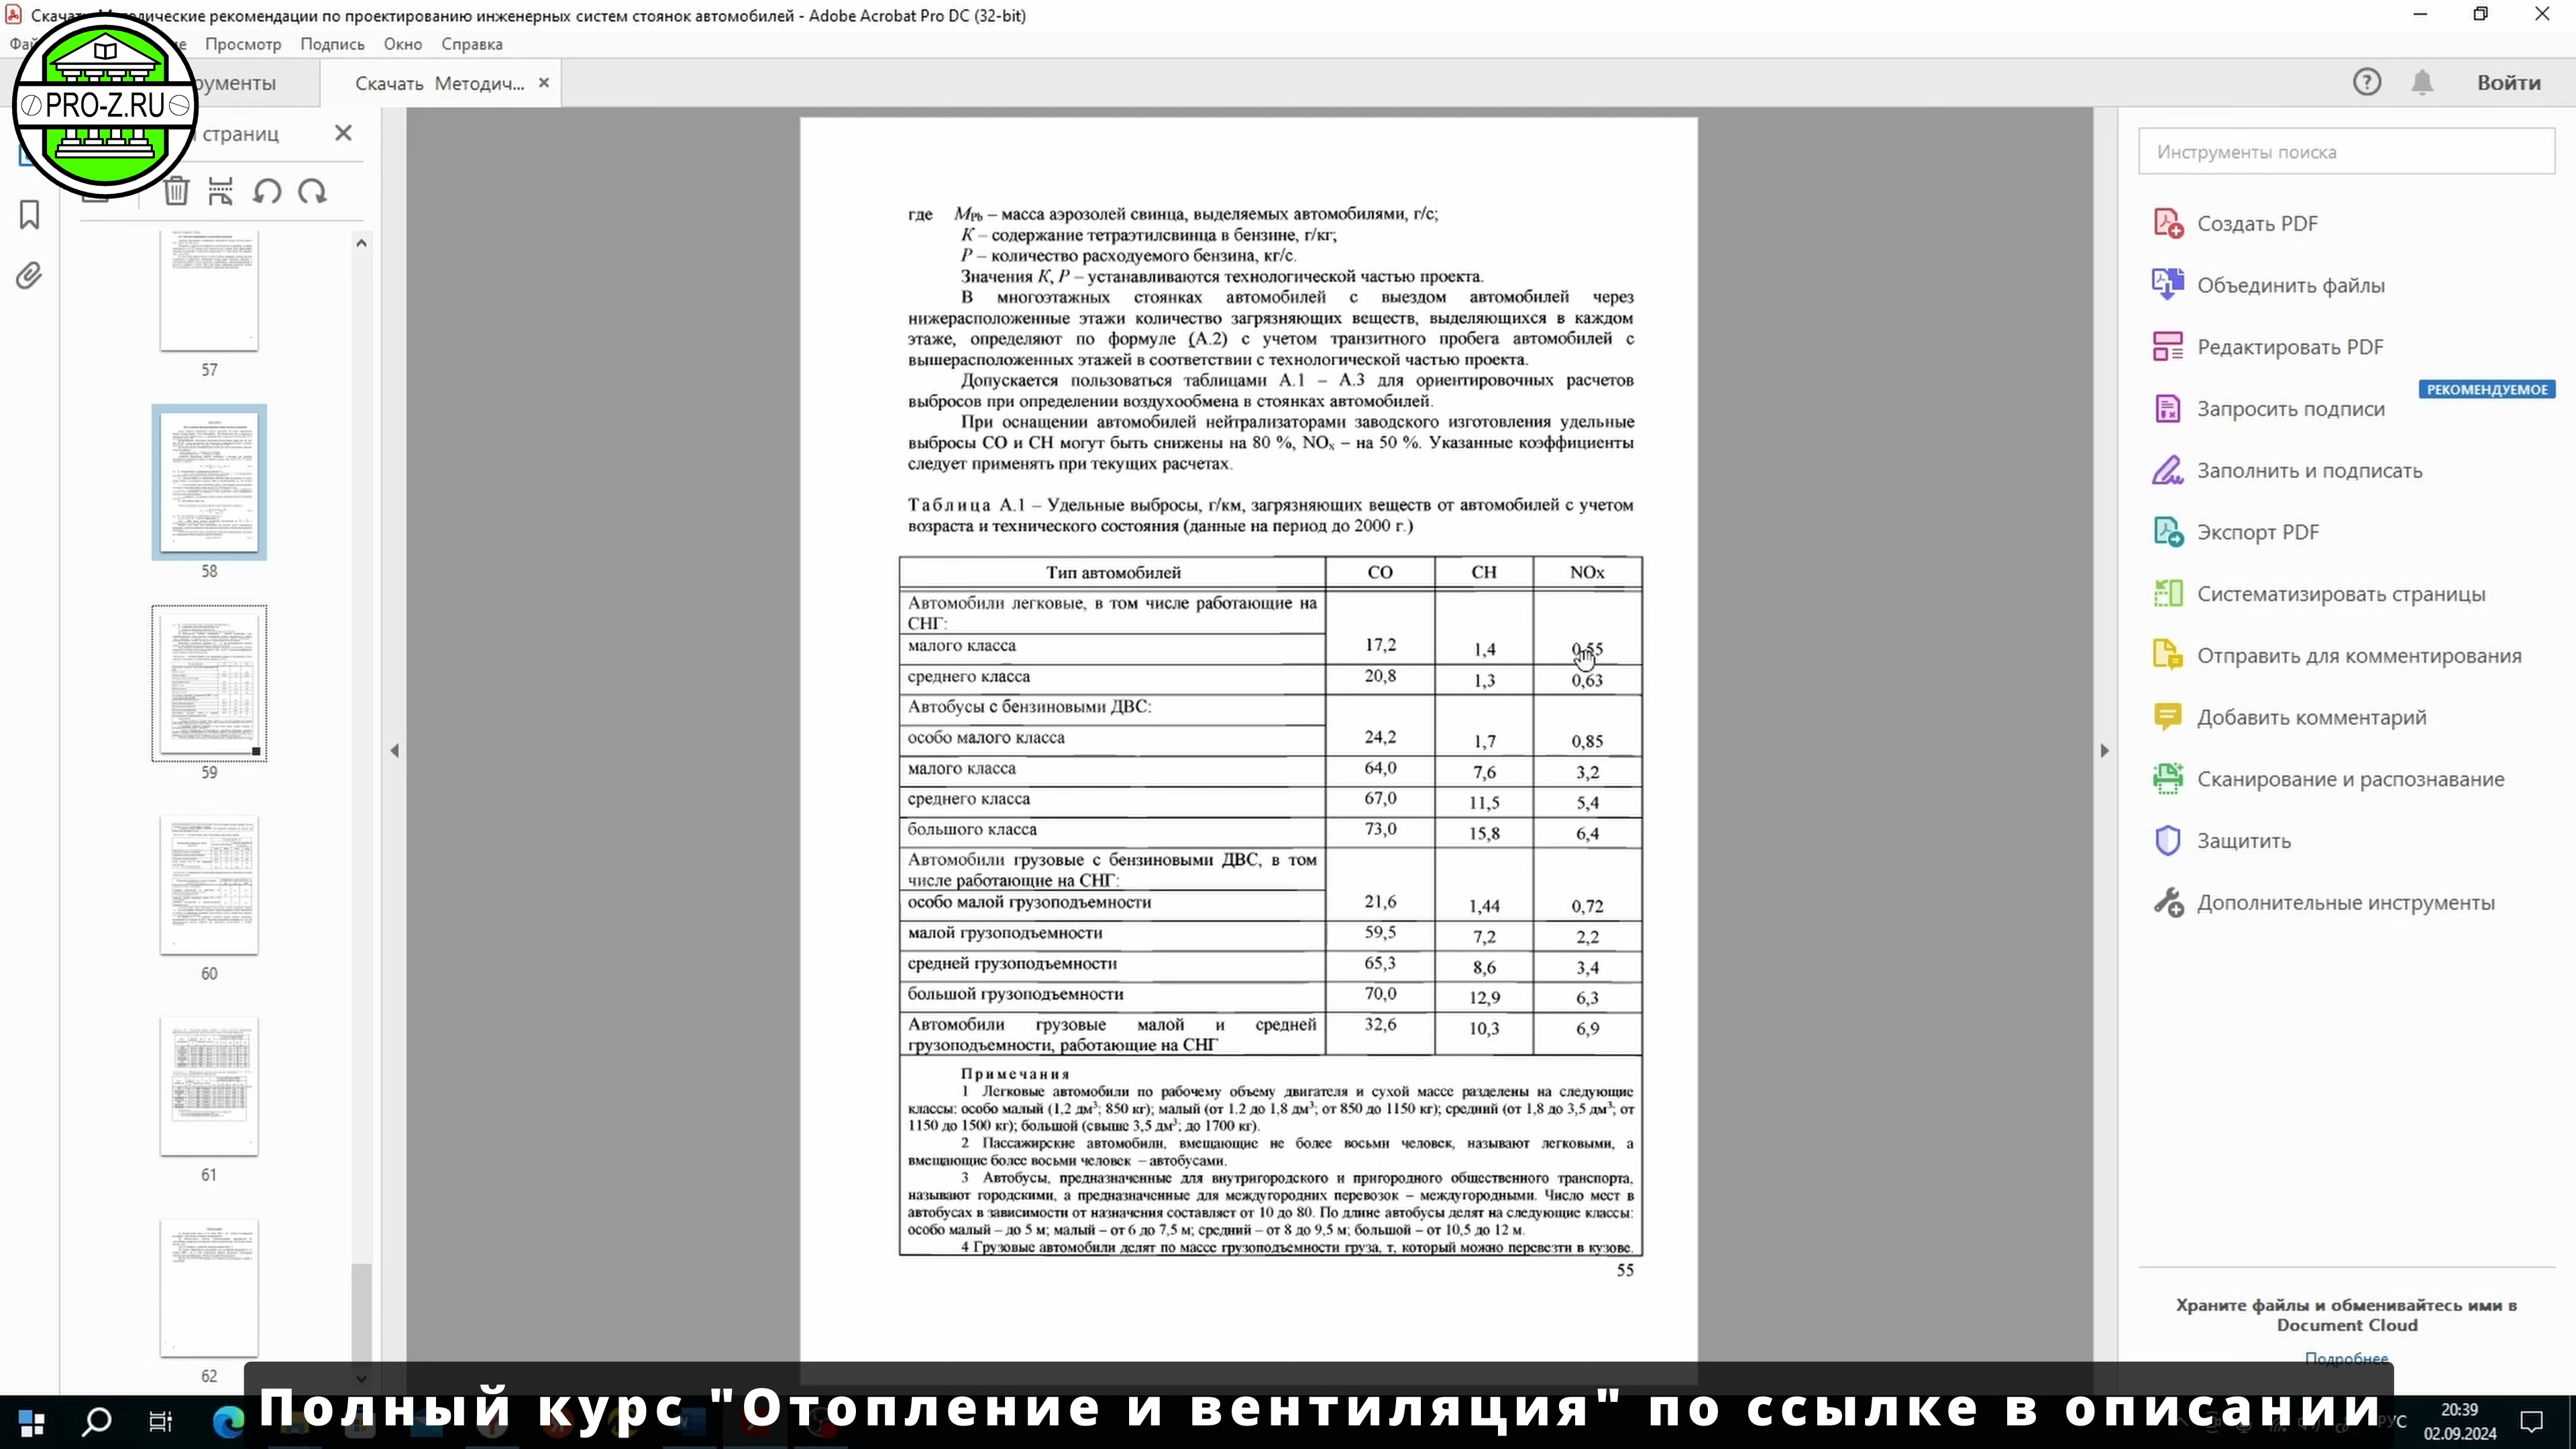 Скачать Методические рекомендации по проектированию инженерных систем стоянок автомобилей - Adobe Acrobat Pro DC (32-bit)
Просмотр Подпись Окно Справка
Скачать Методич...
Войти
PRO-Z.RU
страниц
57
58
59
60
61
62
где МPb – масса аэрозолей свинца, выделяемых автомобилями, г/с;
К – содержание тетраэтилсвинца в бензине, г/кг;
Р – количество расходуемого бензина, кг/с.
Значения К, Р – устанавливаются технологической частью проекта.
В многоэтажных стоянках автомобилей с выездом автомобилей через
нижерасположенные этажи количество загрязняющих веществ, выделяющихся в каждом
этаже, определяют по формуле (А.2) с учетом транзитного пробега автомобилей с
вышерасположенных этажей в соответствии с технологической частью проекта.
Допускается пользоваться таблицами А.1 – А.3 для ориентировочных расчетов
выбросов при определении воздухообмена в стоянках автомобилей.
При оснащении автомобилей нейтрализаторами заводского изготовления удельные
выбросы СО и СН могут быть снижены на 80 %, NOx – на 50 %. Указанные коэффициенты
следует применять при текущих расчетах.
Таблица А.1 – Удельные выбросы, г/км, загрязняющих веществ от автомобилей с учетом
возраста и технического состояния (данные на период до 2000 г.)
Тип автомобилей СО СН NOx
Автомобили легковые, в том числе работающие на
СНГ:
малого класса 17,2 1,4 0,55
среднего класса 20,8 1,3 0,63
Автобусы с бензиновыми ДВС:
особо малого класса 24,2 1,7 0,85
малого класса 64,0 7,6 3,2
среднего класса 67,0 11,5 5,4
большого класса 73,0 15,8 6,4
Автомобили грузовые с бензиновыми ДВС, в том
числе работающие на СНГ:
особо малой грузоподъемности 21,6 1,44 0,72
малой грузоподъемности 59,5 7,2 2,2
средней грузоподъемности 65,3 8,6 3,4
большой грузоподъемности 70,0 12,9 6,3
Автомобили грузовые малой и средней 32,6 10,3 6,9
грузоподъемности, работающие на СНГ
Примечания
1 Легковые автомобили по рабочему объему двигателя и сухой массе разделены на следующие
классы: особо малый (1,2 дм³; 850 кг); малый (от 1.2 до 1,8 дм³; от 850 до 1150 кг); средний (от 1,8 до 3,5 дм³; от
1150 до 1500 кг); большой (свыше 3,5 дм³; до 1700 кг).
2 Пассажирские автомобили, вмещающие не более восьми человек, называют легковыми, а
вмещающие более восьми человек – автобусами.
3 Автобусы, предназначенные для внутригородского и пригородного общественного транспорта,
называют городскими, а предназначенные для междугородних перевозок – междугородными. Число мест в
автобусах в зависимости от назначения составляет от 10 до 80. По длине автобусы делят на следующие классы:
особо малый – до 5 м; малый – от 6 до 7,5 м; средний – от 8 до 9,5 м; большой – от 10,5 до 12 м.
4 Грузовые автомобили делят по массе грузоподъемности груза, т, который можно перевезти в кузове.
55
Инструменты поиска
Создать PDF
Объединить файлы
Редактировать PDF
РЕКОМЕНДУЕМОЕ
Запросить подписи
Заполнить и подписать
Экспорт PDF
Систематизировать страницы
Отправить для комментирования
Добавить комментарий
Сканирование и распознавание
Защитить
Дополнительные инструменты
Храните файлы и обменивайтесь ими в
Document Cloud
Подробнее
Полный курс "Отопление и вентиляция" по ссылке в описании
20:39
02.09.2024